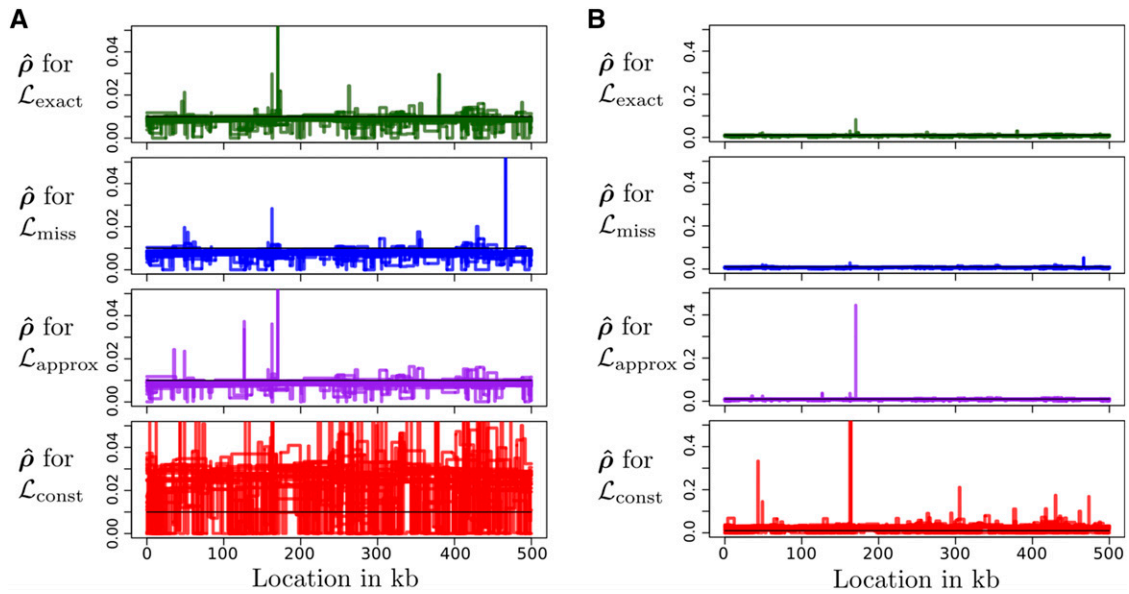 A
ρ̂ for
ℒexact
0.00 0.02 0.04
ρ̂ for
ℒmiss
0.00 0.02 0.04
ρ̂ for
ℒapprox
0.00 0.02 0.04
ρ̂ for
ℒconst
0.00 0.02 0.04
0 100 200 300 400 500
Location in kb
B
ρ̂ for
ℒexact
0.0 0.2 0.4
ρ̂ for
ℒmiss
0.0 0.2 0.4
ρ̂ for
ℒapprox
0.0 0.2 0.4
ρ̂ for
ℒconst
0.0 0.2 0.4
0 100 200 300 400 500
Location in kb